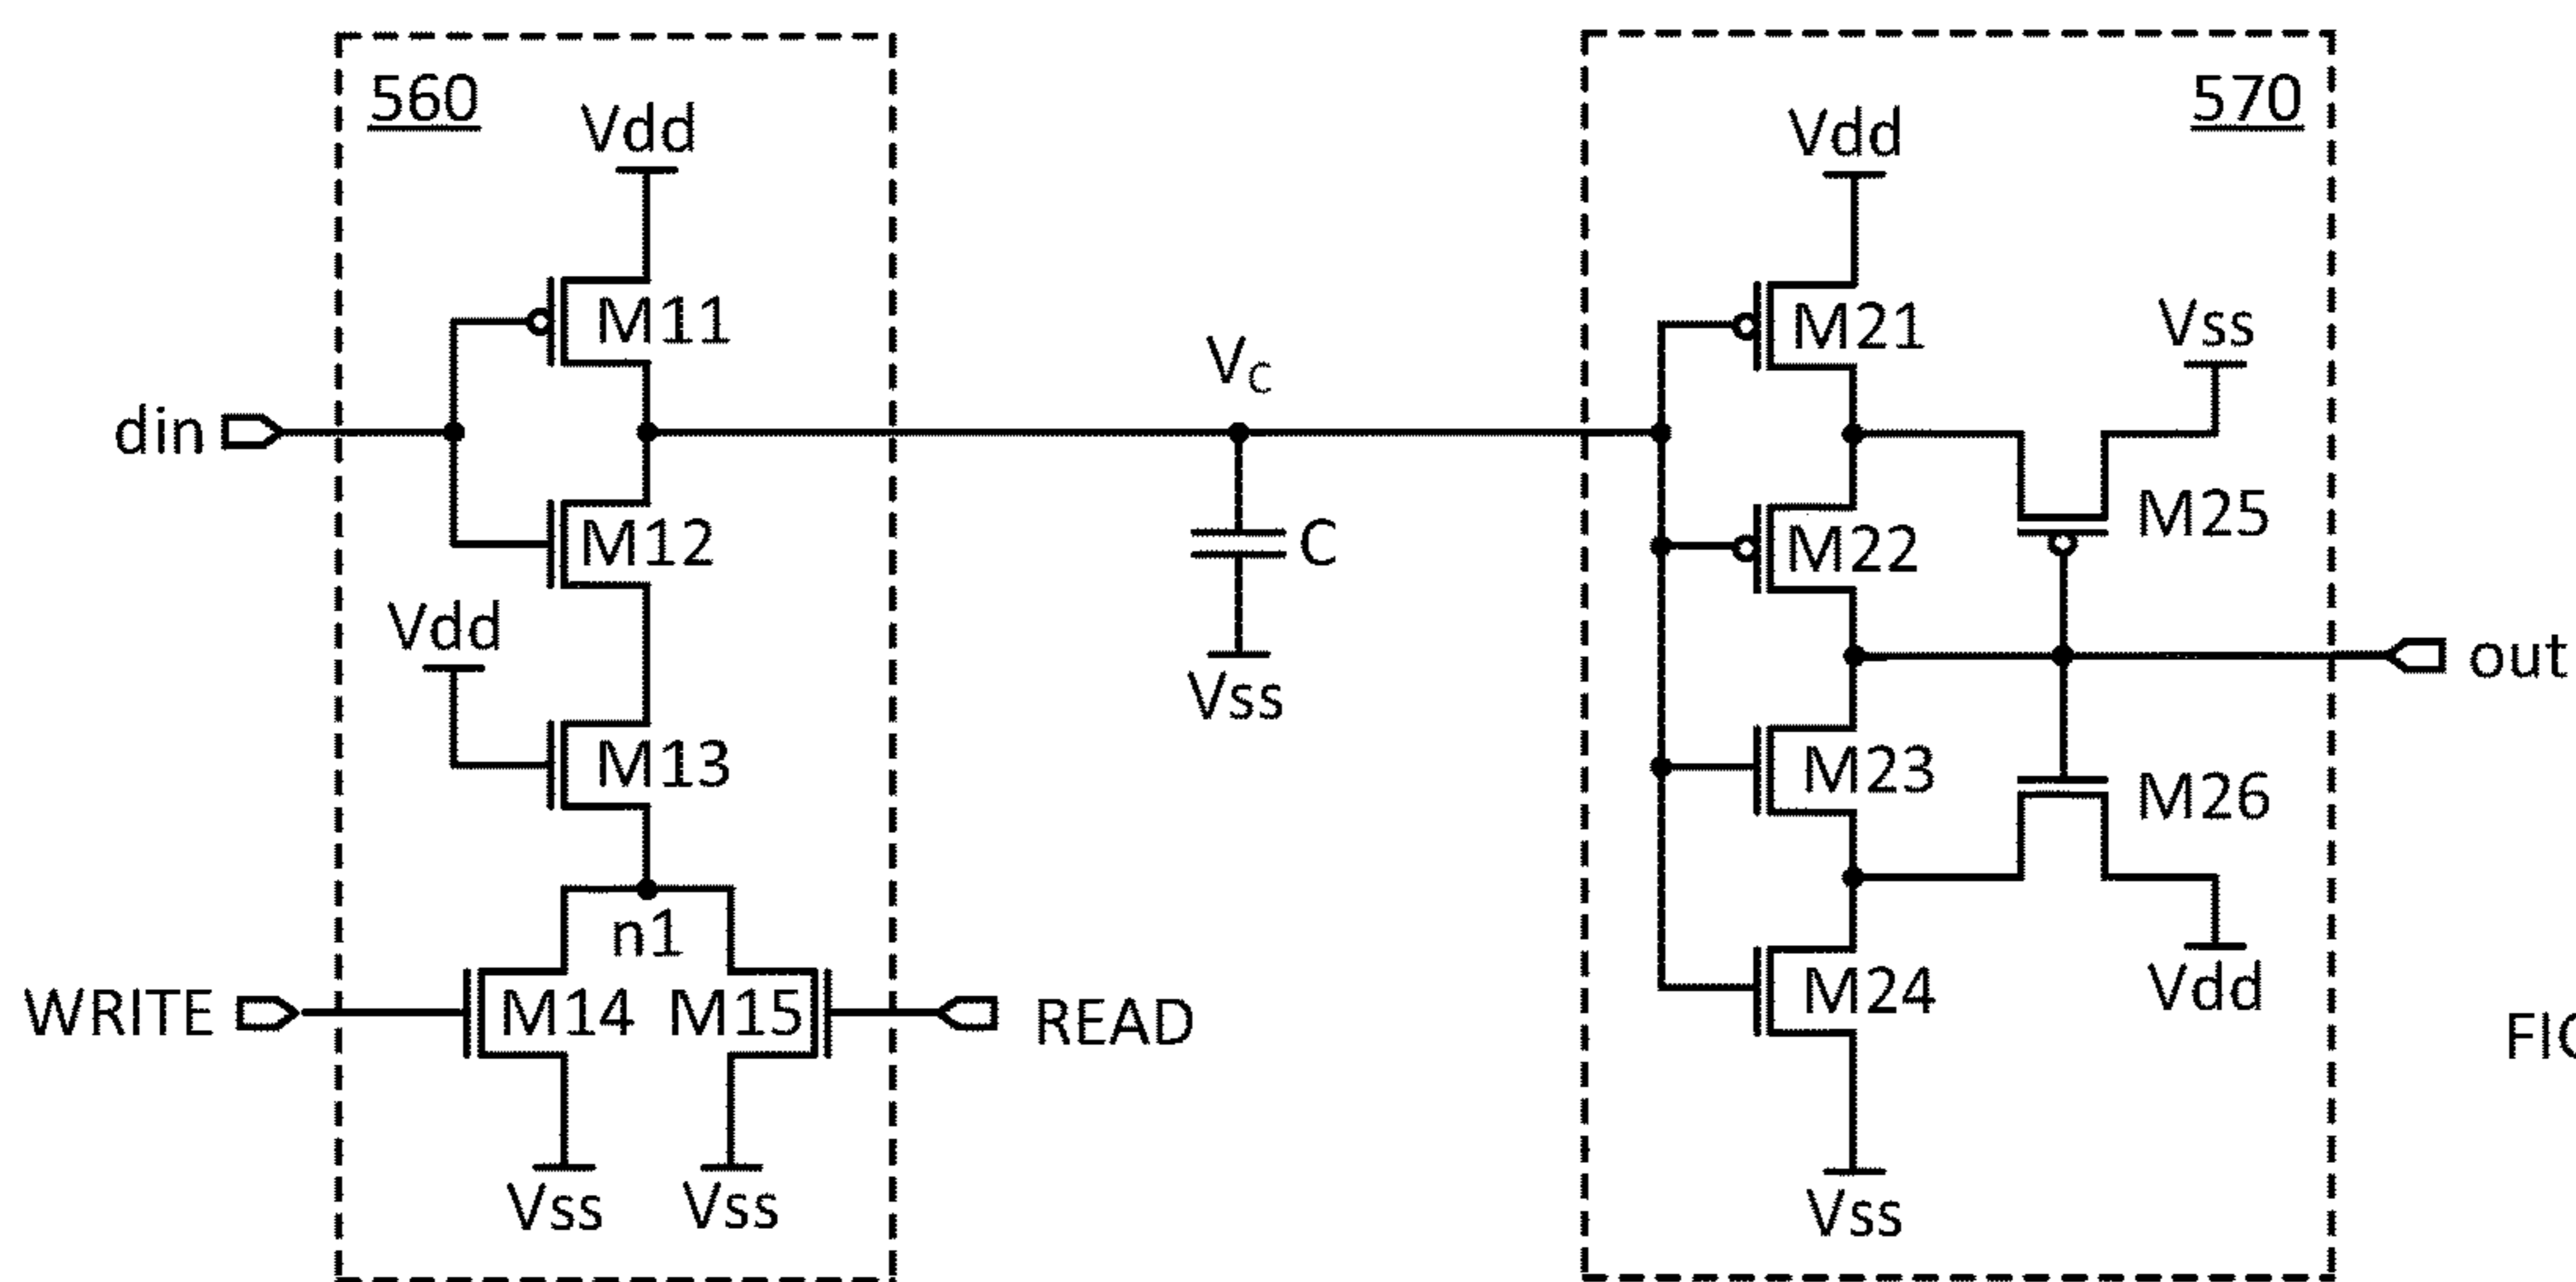 560
Vdd
M11
din
M12
Vdd
M13
n1
WRITE
M14
M15
READ
Vss
Vss
VC
C
Vss
570
Vdd
M21
Vss
M22
M25
out
M23
M26
M24
Vdd
Vss